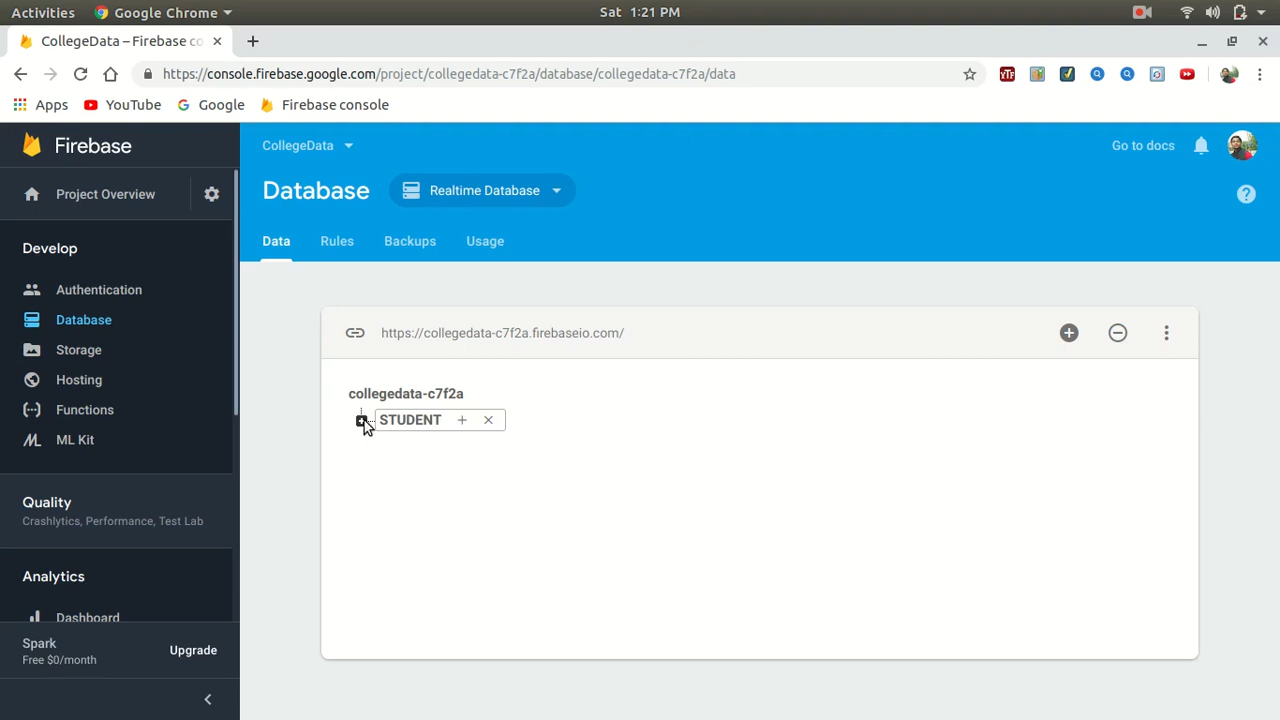 Activities Google Chrome Sat 1:21 PM
CollegeData – Firebase co
https://console.firebase.google.com/project/collegedata-c7f2a/database/collegedata-c7f2a/data
Apps YouTube Google Firebase console
Firebase
Project Overview
Develop
Authentication
Database
Storage
Hosting
Functions
ML Kit
Quality
Crashlytics, Performance, Test Lab
Analytics
Dashboard
Spark
Free $0/month
Upgrade
CollegeData
Go to docs
Database
Realtime Database
Data Rules Backups Usage
https://collegedata-c7f2a.firebaseio.com/
collegedata-c7f2a
STUDENT